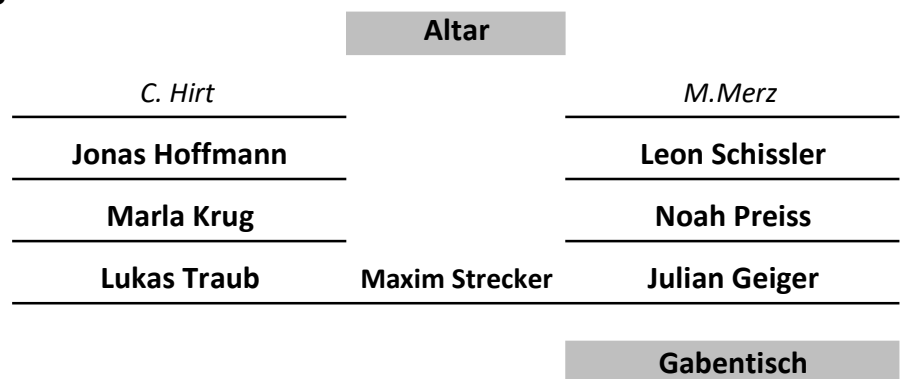 Altar
C. Hirt M.Merz
Jonas Hoffmann Leon Schissler
Marla Krug Noah Preiss
Lukas Traub Maxim Strecker Julian Geiger
Gabentisch